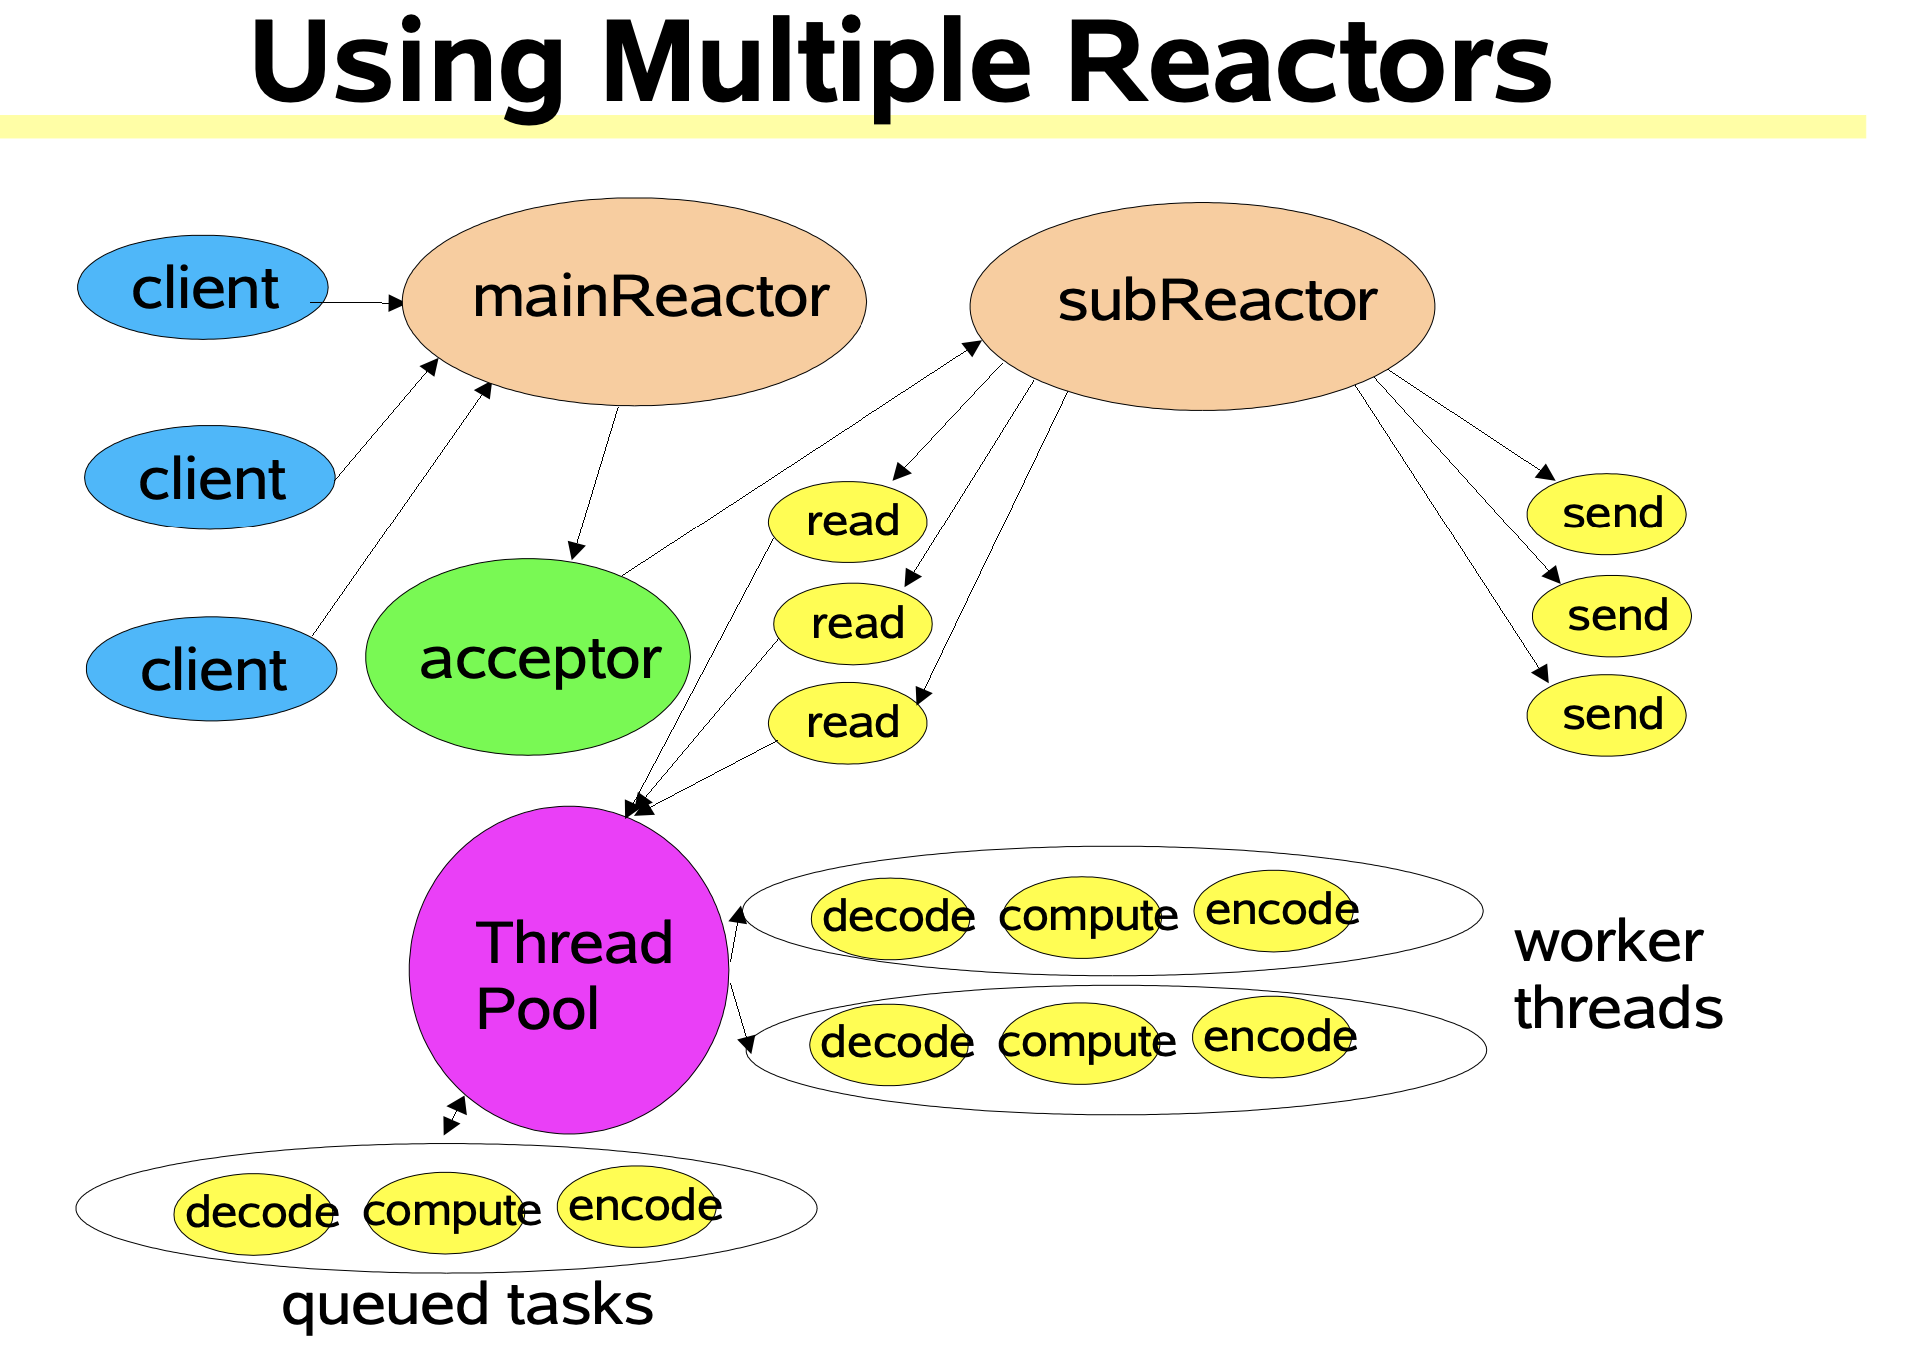 Using Multiple Reactors
client
mainReactor
subReactor
client
client
acceptor
read
read
read
send
send
send
Thread
Pool
decode compute encode
decode compute encode
worker
threads
decode compute encode
queued tasks